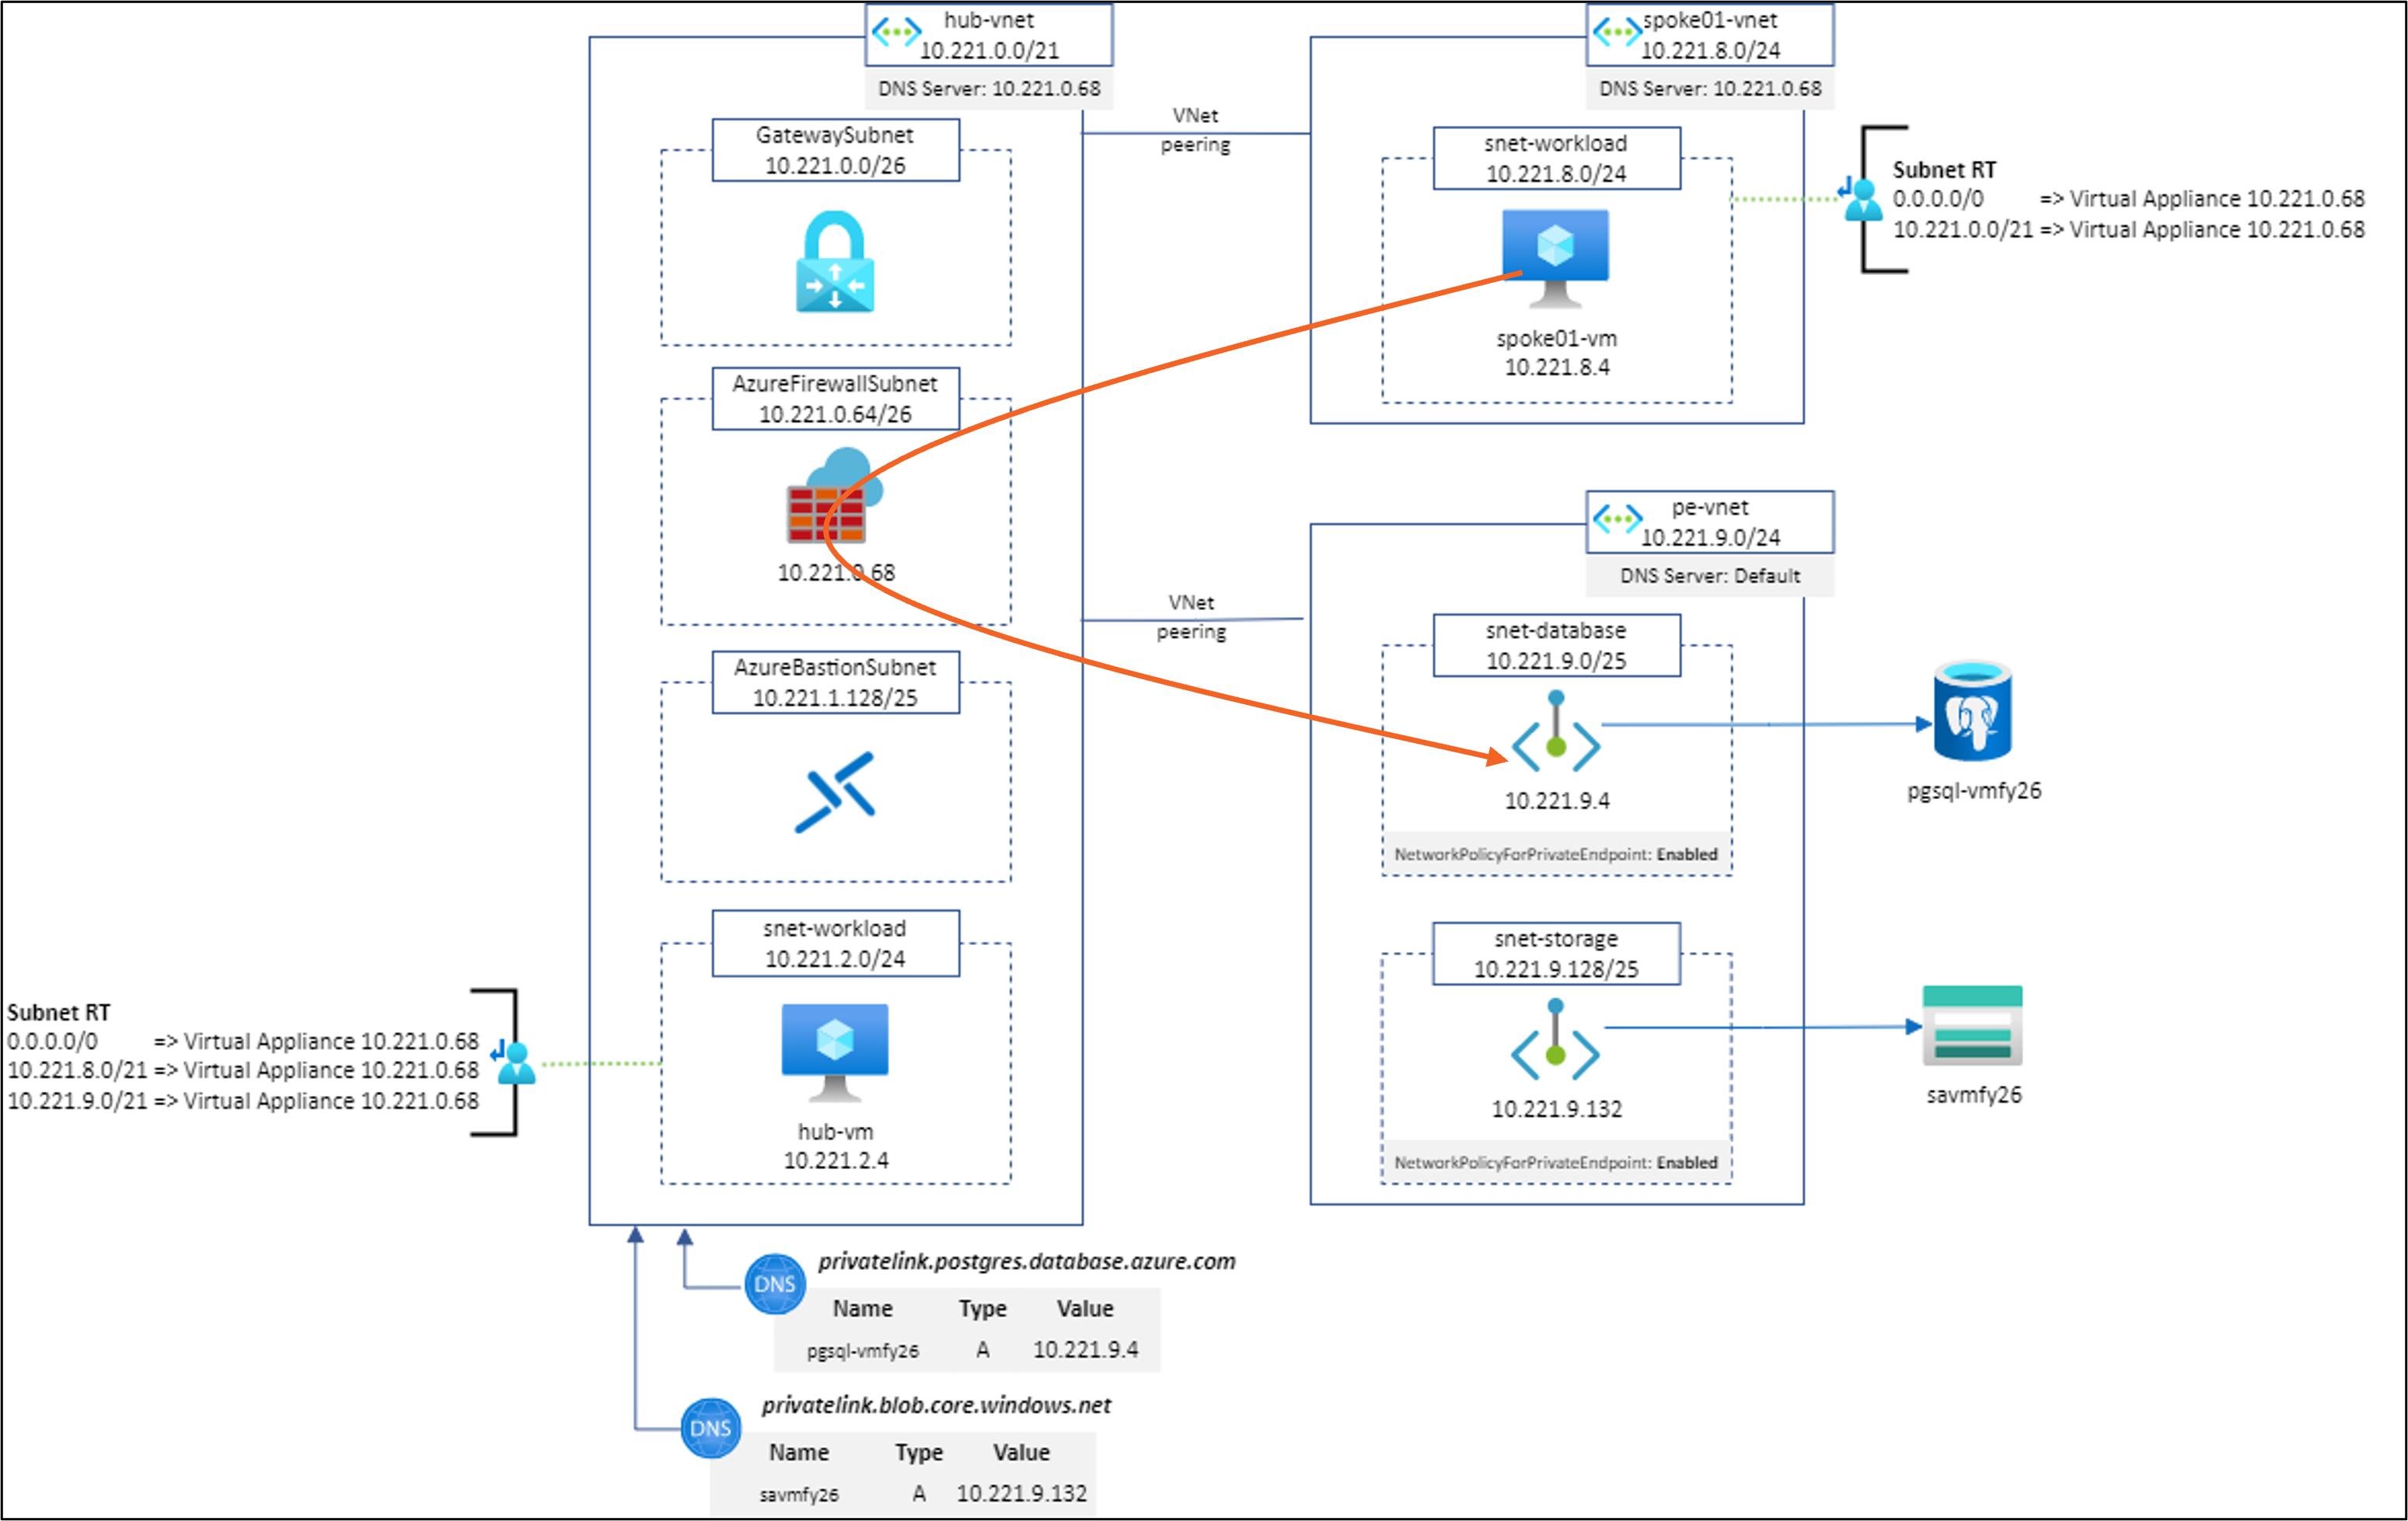 hub-vnet
10.221.0.0/21
DNS Server: 10.221.0.68
GatewaySubnet
10.221.0.0/26
AzureFirewallSubnet
10.221.0.64/26
10.221.0.68
AzureBastionSubnet
10.221.1.128/25
snet-workload
10.221.2.0/24
hub-vm
10.221.2.4
Subnet RT
0.0.0.0/0 => Virtual Appliance 10.221.0.68
10.221.8.0/21 => Virtual Appliance 10.221.0.68
10.221.9.0/21 => Virtual Appliance 10.221.0.68
VNet
peering
VNet
peering
spoke01-vnet
10.221.8.0/24
DNS Server: 10.221.0.68
snet-workload
10.221.8.0/24
spoke01-vm
10.221.8.4
Subnet RT
0.0.0.0/0 => Virtual Appliance 10.221.0.68
10.221.0.0/21 => Virtual Appliance 10.221.0.68
pe-vnet
10.221.9.0/24
DNS Server: Default
snet-database
10.221.9.0/25
10.221.9.4
NetworkPolicyForPrivateEndpoint: Enabled
pgsql-vmfy26
snet-storage
10.221.9.128/25
10.221.9.132
NetworkPolicyForPrivateEndpoint: Enabled
savmfy26
DNS
privatelink.postgres.database.azure.com
Name Type Value
pgsql-vmfy26 A 10.221.9.4
DNS
privatelink.blob.core.windows.net
Name Type Value
savmfy26 A 10.221.9.132